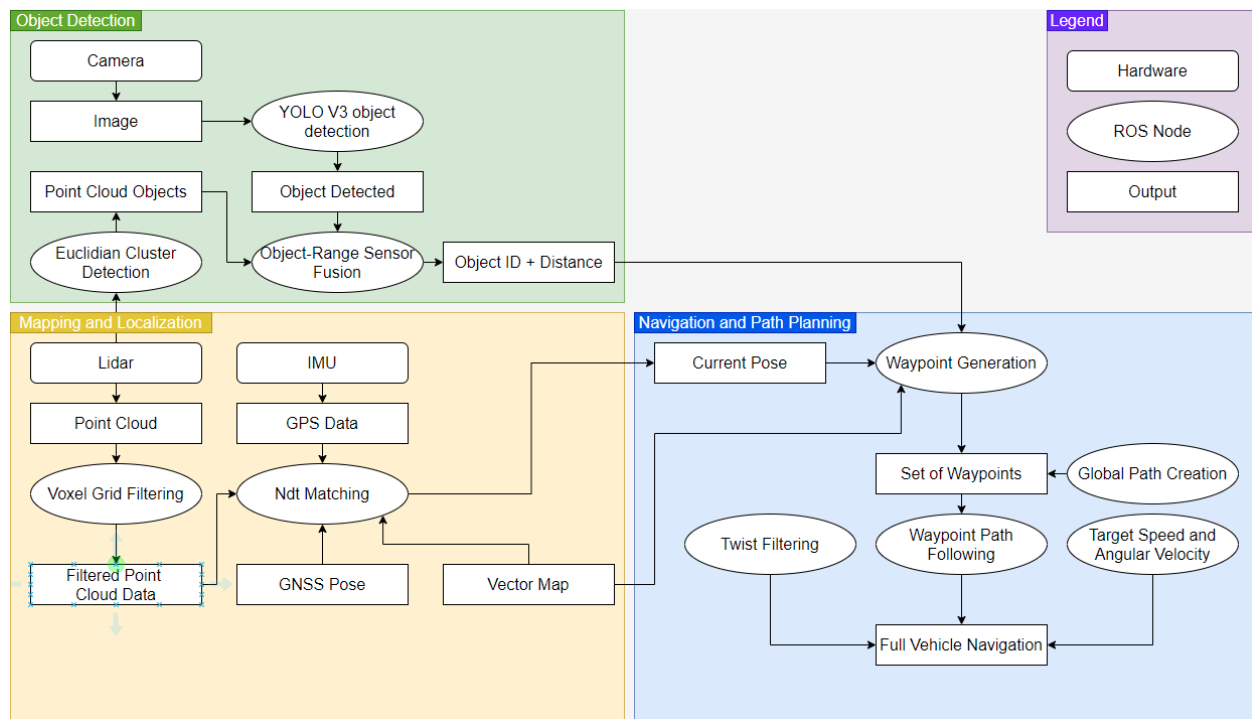 Object Detection
Camera
Image
YOLO V3 object
detection
Point Cloud Objects
Object Detected
Euclidian Cluster
Detection
Object-Range Sensor
Fusion
Object ID + Distance
Legend
Hardware
ROS Node
Output
Mapping and Localization
Lidar
IMU
Point Cloud
GPS Data
Voxel Grid Filtering
Ndt Matching
Filtered Point
Cloud Data
GNSS Pose
Vector Map
Navigation and Path Planning
Current Pose
Waypoint Generation
Set of Waypoints
Global Path Creation
Twist Filtering
Waypoint Path
Following
Target Speed and
Angular Velocity
Full Vehicle Navigation